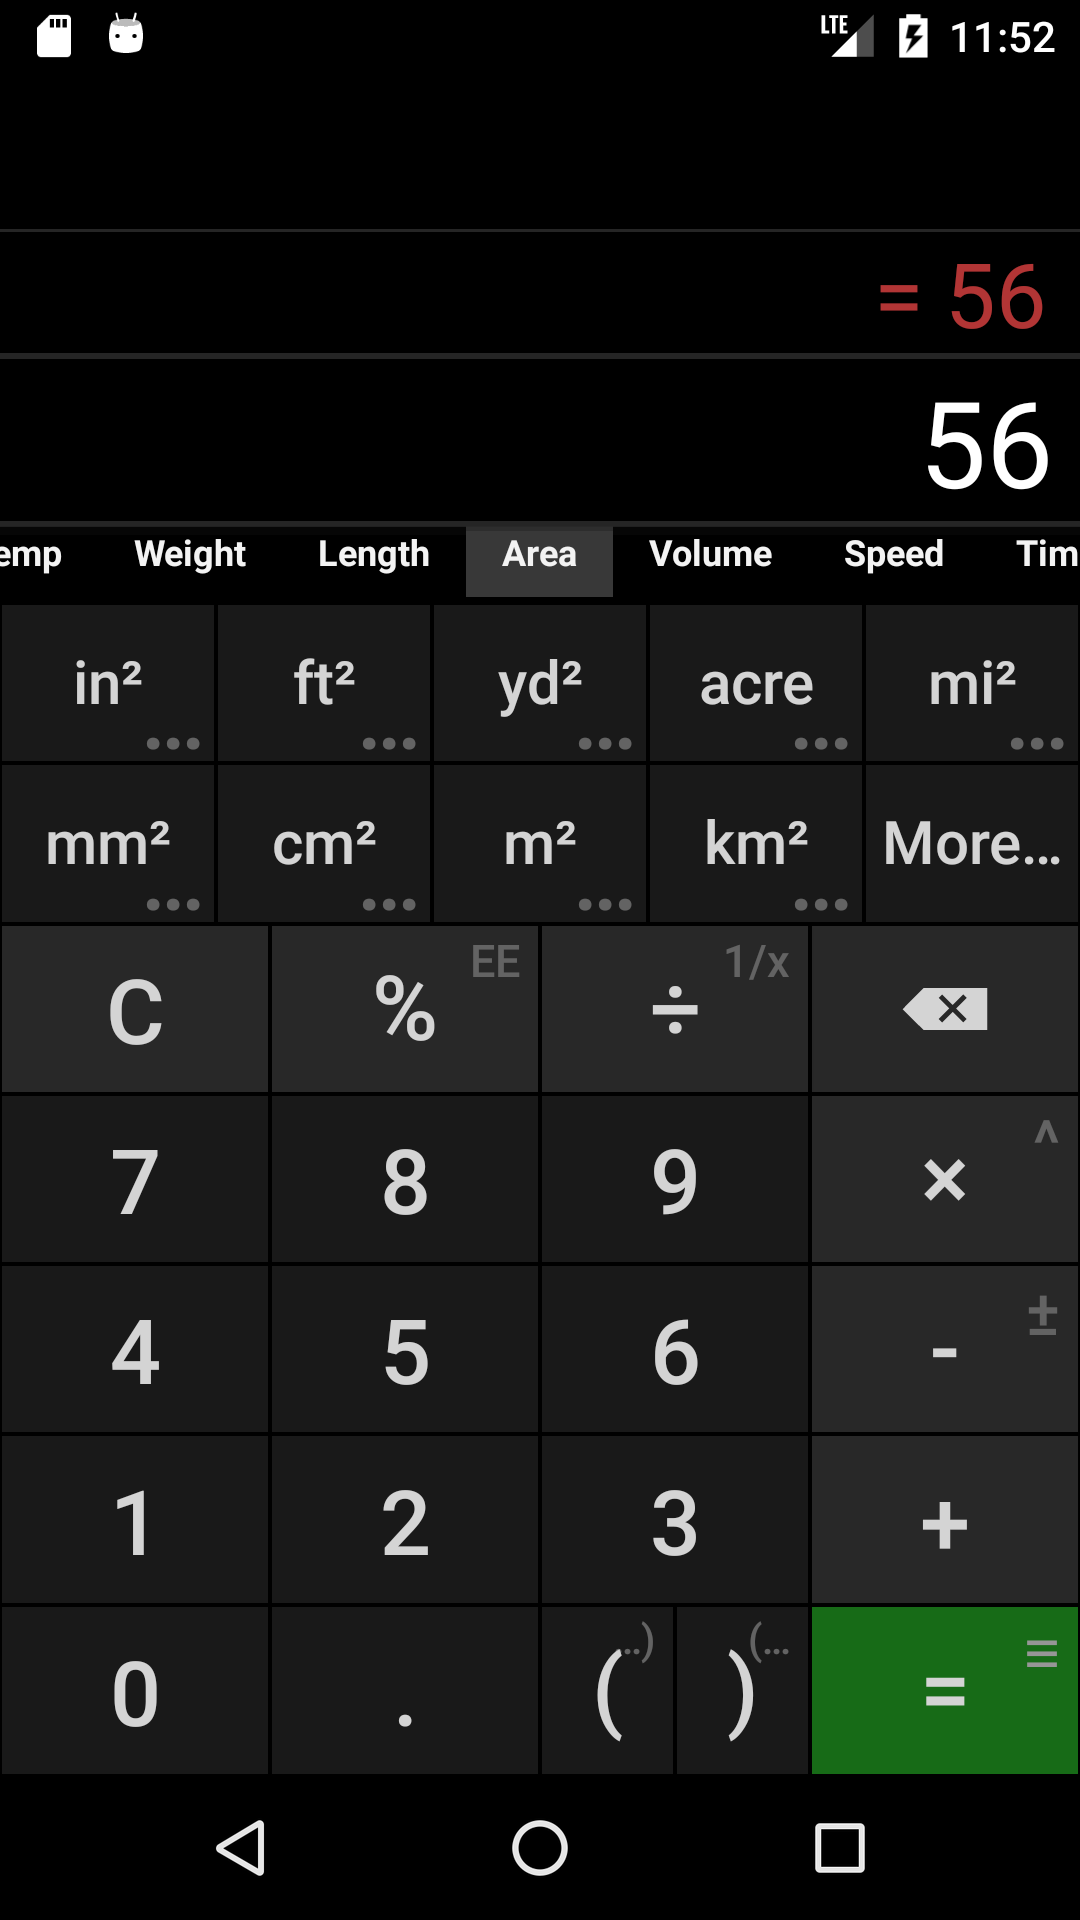 LTE 11:52
= 56
56
emp Weight Length Area Volume Speed Tim
in² ft² yd² acre mi²
mm² cm² m² km² More...
C % EE ÷ 1/x
7 8 9 × ^
4 5 6 - ±
1 2 3 +
0 . ( ..) ) (... =